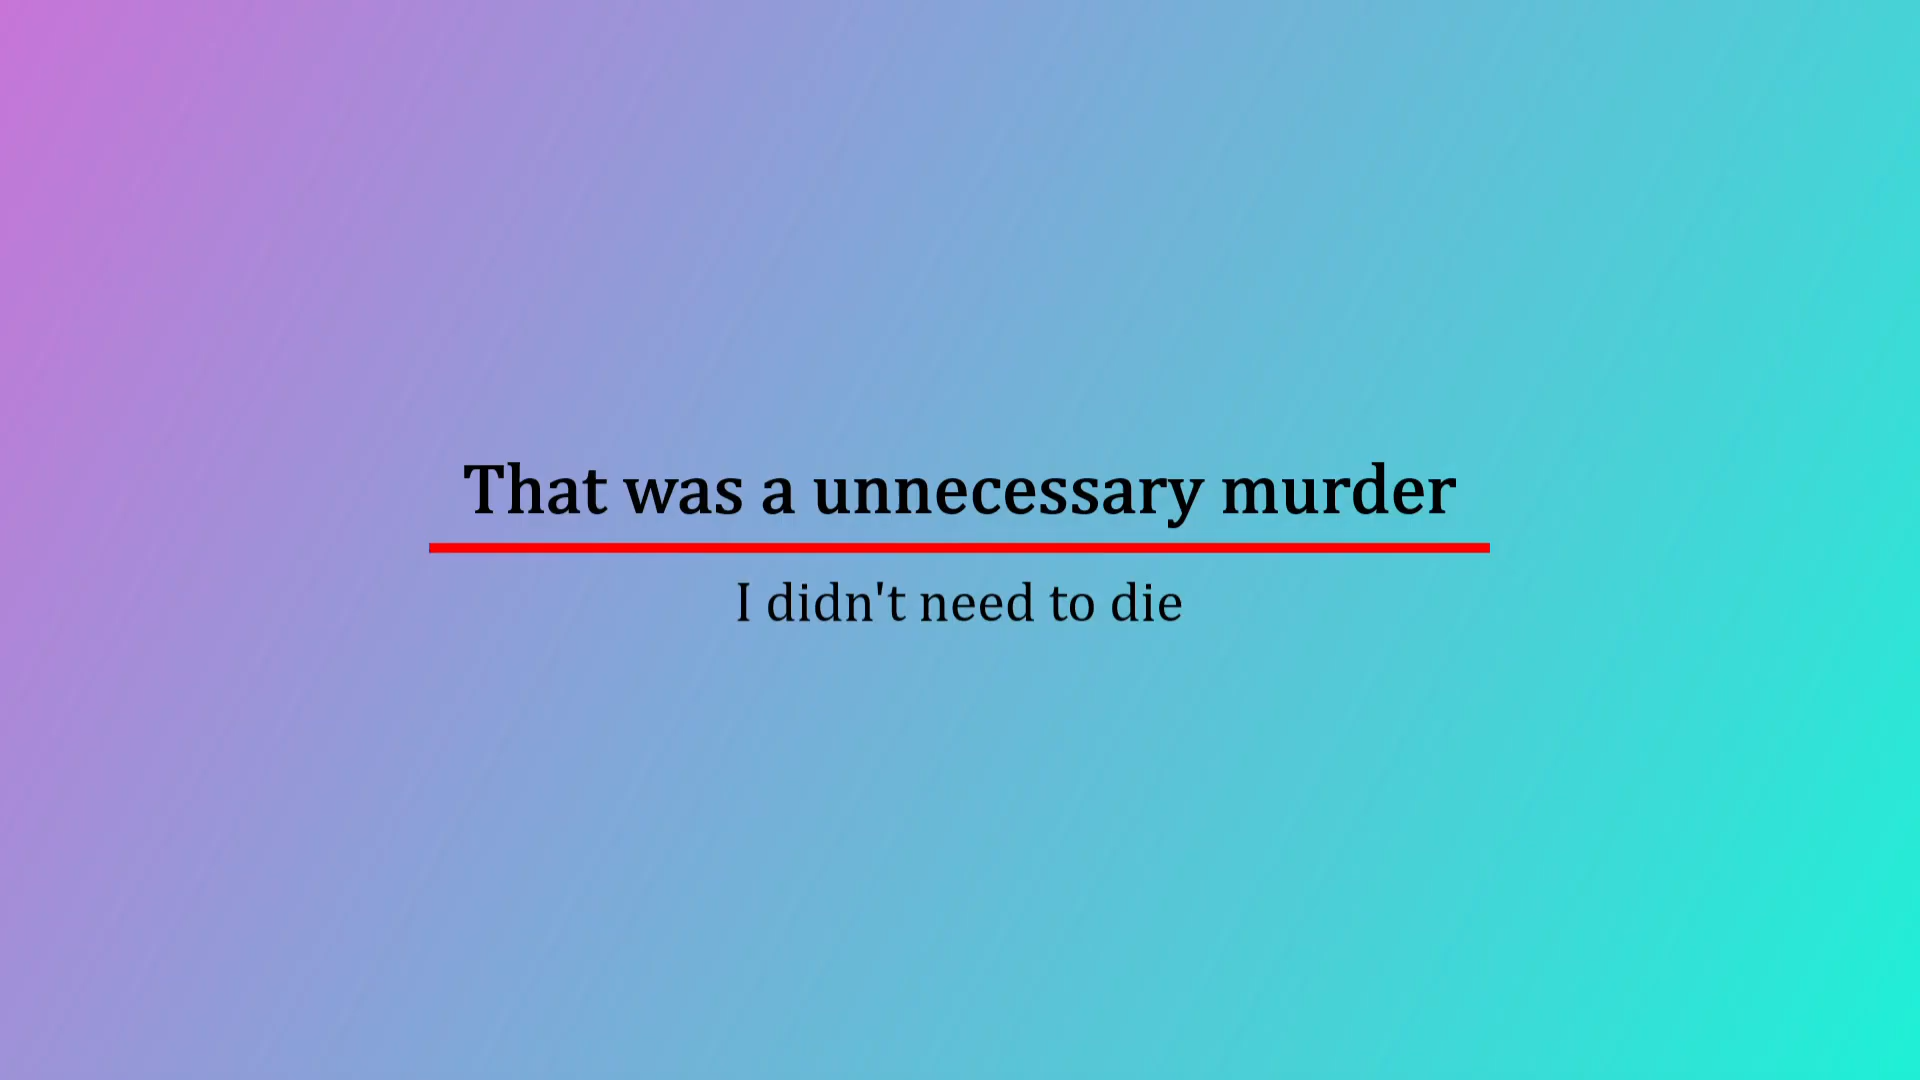 That was a unnecessary murder
I didn't need to die